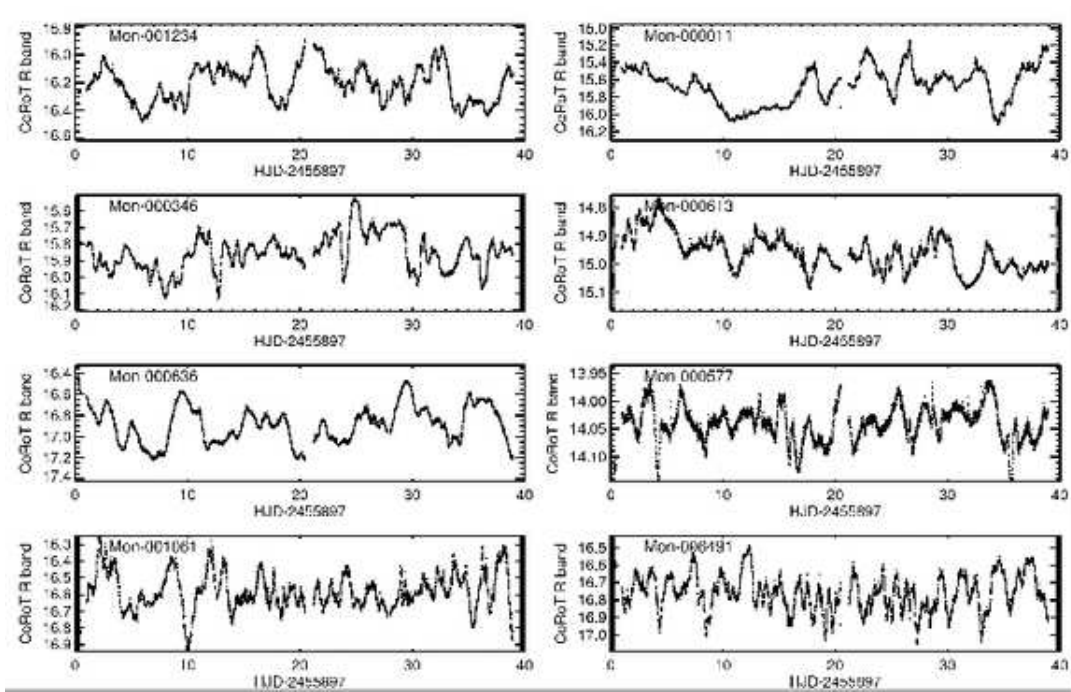 Mon-001234
CoRoT R band
15.8
16.0
16.2
16.4
16.6
0 10 20 30 40
HJD-2455897
Mon-000011
CoRoT R band
15.0
15.2
15.4
15.6
15.8
16.0
16.2
0 10 20 30 40
HJD-2455897
Mon-000346
CoRoT R band
15.6
15.7
15.8
15.9
16.0
16.1
16.2
0 10 20 30 40
HJD-2455897
Mon-000613
CoRoT R band
14.8
14.9
15.0
15.1
0 10 20 30 40
HJD-2455897
Mon 000636
CoRoT R band
16.4
16.6
16.8
17.0
17.2
17.4
0 10 20 30 40
HJD-2455897
Mon 000577
CoRoT R band
13.95
14.00
14.05
14.10
0 10 20 30 40
HJD-2455897
Mon-001061
CoRoT R band
16.3
16.4
16.5
16.6
16.7
16.8
16.9
0 10 20 30 40
HJD-2455897
Mon-006491
CoRoT R band
16.5
16.6
16.7
16.8
16.9
17.0
0 10 20 30 40
HJD-2455897